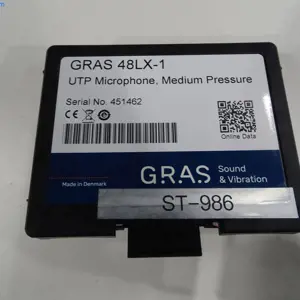 GRAS 48LX-1
UTP Microphone, Medium Pressure
Serial No. 451462
Online Data
Made in Denmark
GRAS Sound
& Vibration
ST-986